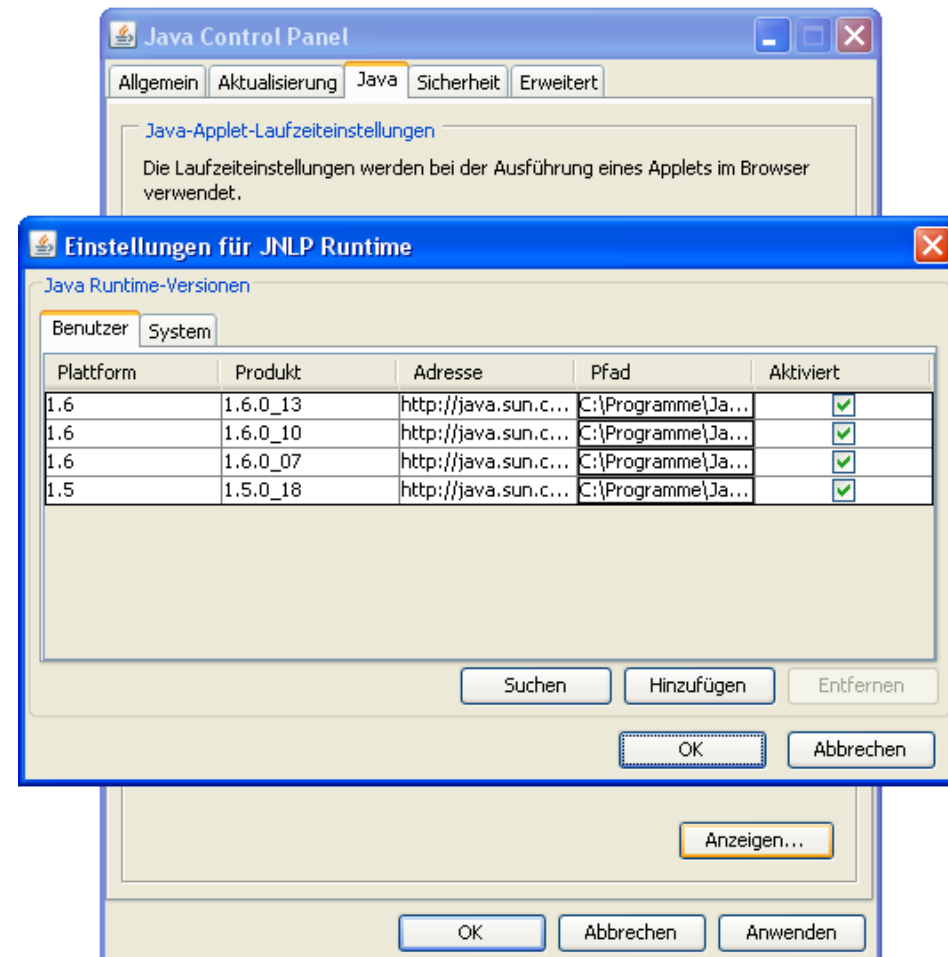 Java Control Panel
Allgemein Aktualisierung Java Sicherheit Erweitert
Java-Applet-Laufzeiteinstellungen
Die Laufzeiteinstellungen werden bei der Ausführung eines Applets im Browser
verwendet.
Einstellungen für JNLP Runtime
Java Runtime-Versionen
Benutzer System
Plattform Produkt Adresse Pfad Aktiviert
1.6 1.6.0_13 http://java.sun.c... C:\Programme\Ja...
1.6 1.6.0_10 http://java.sun.c... C:\Programme\Ja...
1.6 1.6.0_07 http://java.sun.c... C:\Programme\Ja...
1.5 1.5.0_18 http://java.sun.c... C:\Programme\Ja...
Suchen Hinzufügen Entfernen
OK Abbrechen
Anzeigen...
OK Abbrechen Anwenden